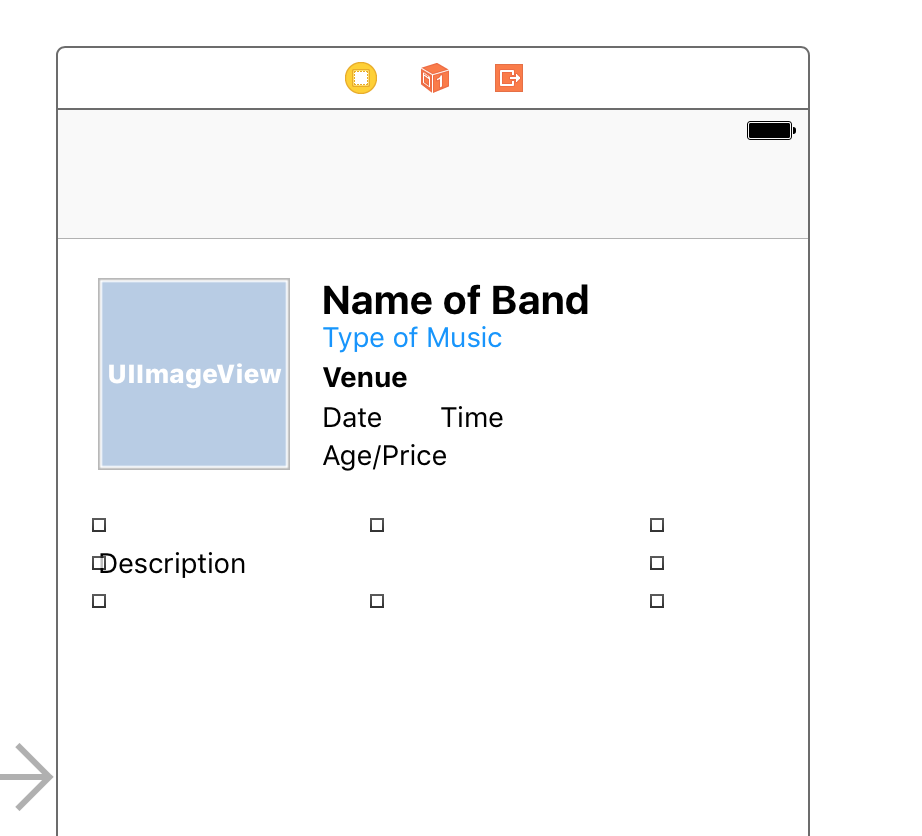 UIImageView
Name of Band
Type of Music
Venue
Date Time
Age/Price
Description